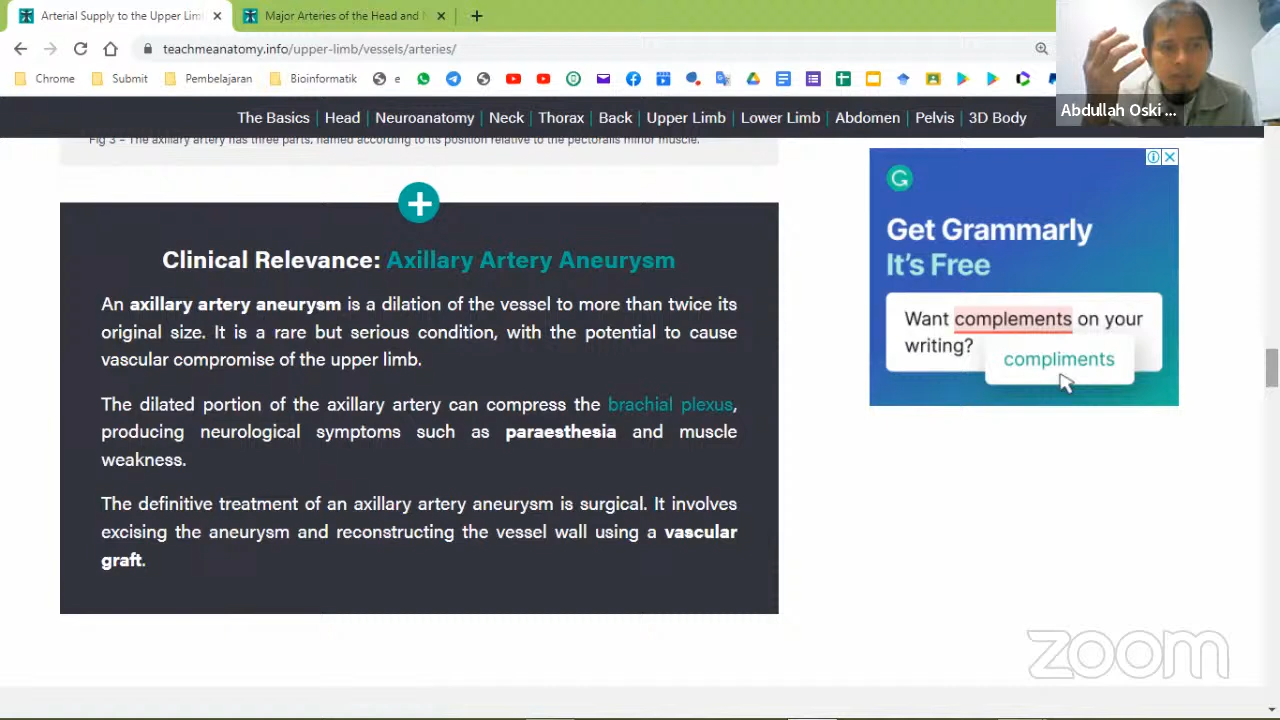 Arterial Supply to the Upper Lim
Major Arteries of the Head and N
teachmeanatomy.info/upper-limb/vessels/arteries/
Chrome
Submit
Pembelajaran
Bioinformatik
e
Abdullah Oski ...
The Basics | Head | Neuroanatomy | Neck | Thorax | Back | Upper Limb | Lower Limb | Abdomen | Pelvis | 3D Body
Fig 3 – The axillary artery has three parts, named according to its position relative to the pectoralis minor muscle.
Clinical Relevance: Axillary Artery Aneurysm
An axillary artery aneurysm is a dilation of the vessel to more than twice its
original size. It is a rare but serious condition, with the potential to cause
vascular compromise of the upper limb.
The dilated portion of the axillary artery can compress the brachial plexus,
producing neurological symptoms such as paraesthesia and muscle
weakness.
The definitive treatment of an axillary artery aneurysm is surgical. It involves
excising the aneurysm and reconstructing the vessel wall using a vascular
graft.
G
Get Grammarly
It's Free
Want complements on your
writing?
compliments
zoom